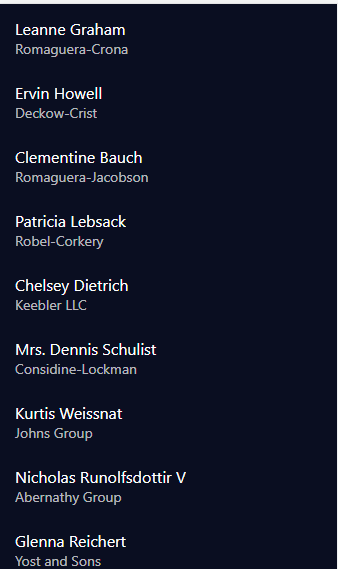 Leanne Graham
Romaguera-Crona
Ervin Howell
Deckow-Crist
Clementine Bauch
Romaguera-Jacobson
Patricia Lebsack
Robel-Corkery
Chelsey Dietrich
Keebler LLC
Mrs. Dennis Schulist
Considine-Lockman
Kurtis Weissnat
Johns Group
Nicholas Runolfsdottir V
Abernathy Group
Glenna Reichert
Yost and Sons